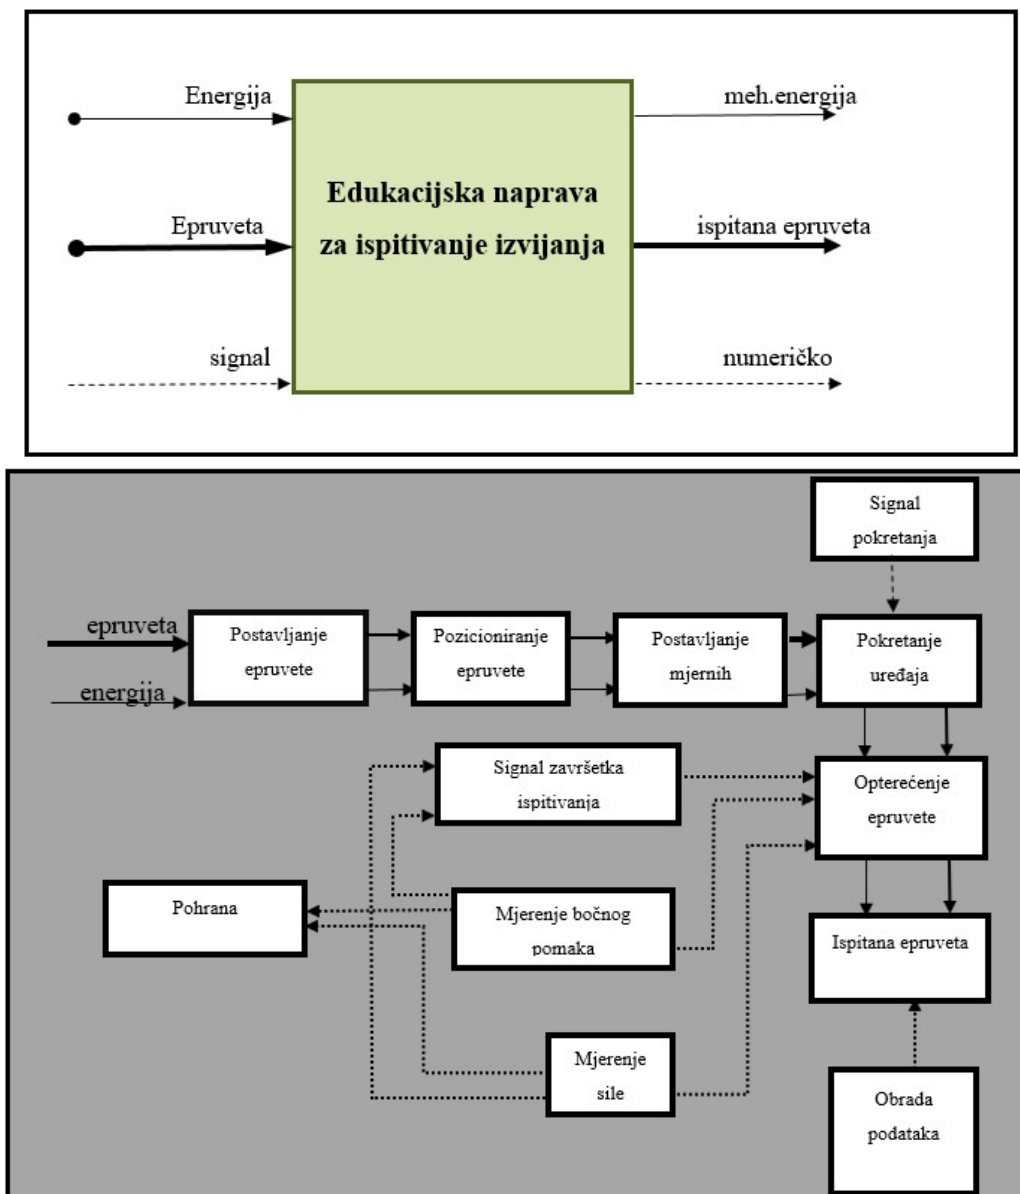 Energija
meh.energija
Edukacijska naprava
za ispitivanje izvijanja
Epruveta
ispitana epruveta
signal
numeričko
Signal
pokretanja
epruveta
energija
Postavljanje
epruvete
Pozicioniranje
epruvete
Postavljanje
mjernih
Pokretanje
uređaja
Signal završetka
ispitivanja
Opterećenje
epruvete
Pohrana
Mjerenje bočnog
pomaka
Ispitana epruveta
Mjerenje
sile
Obrada
podataka